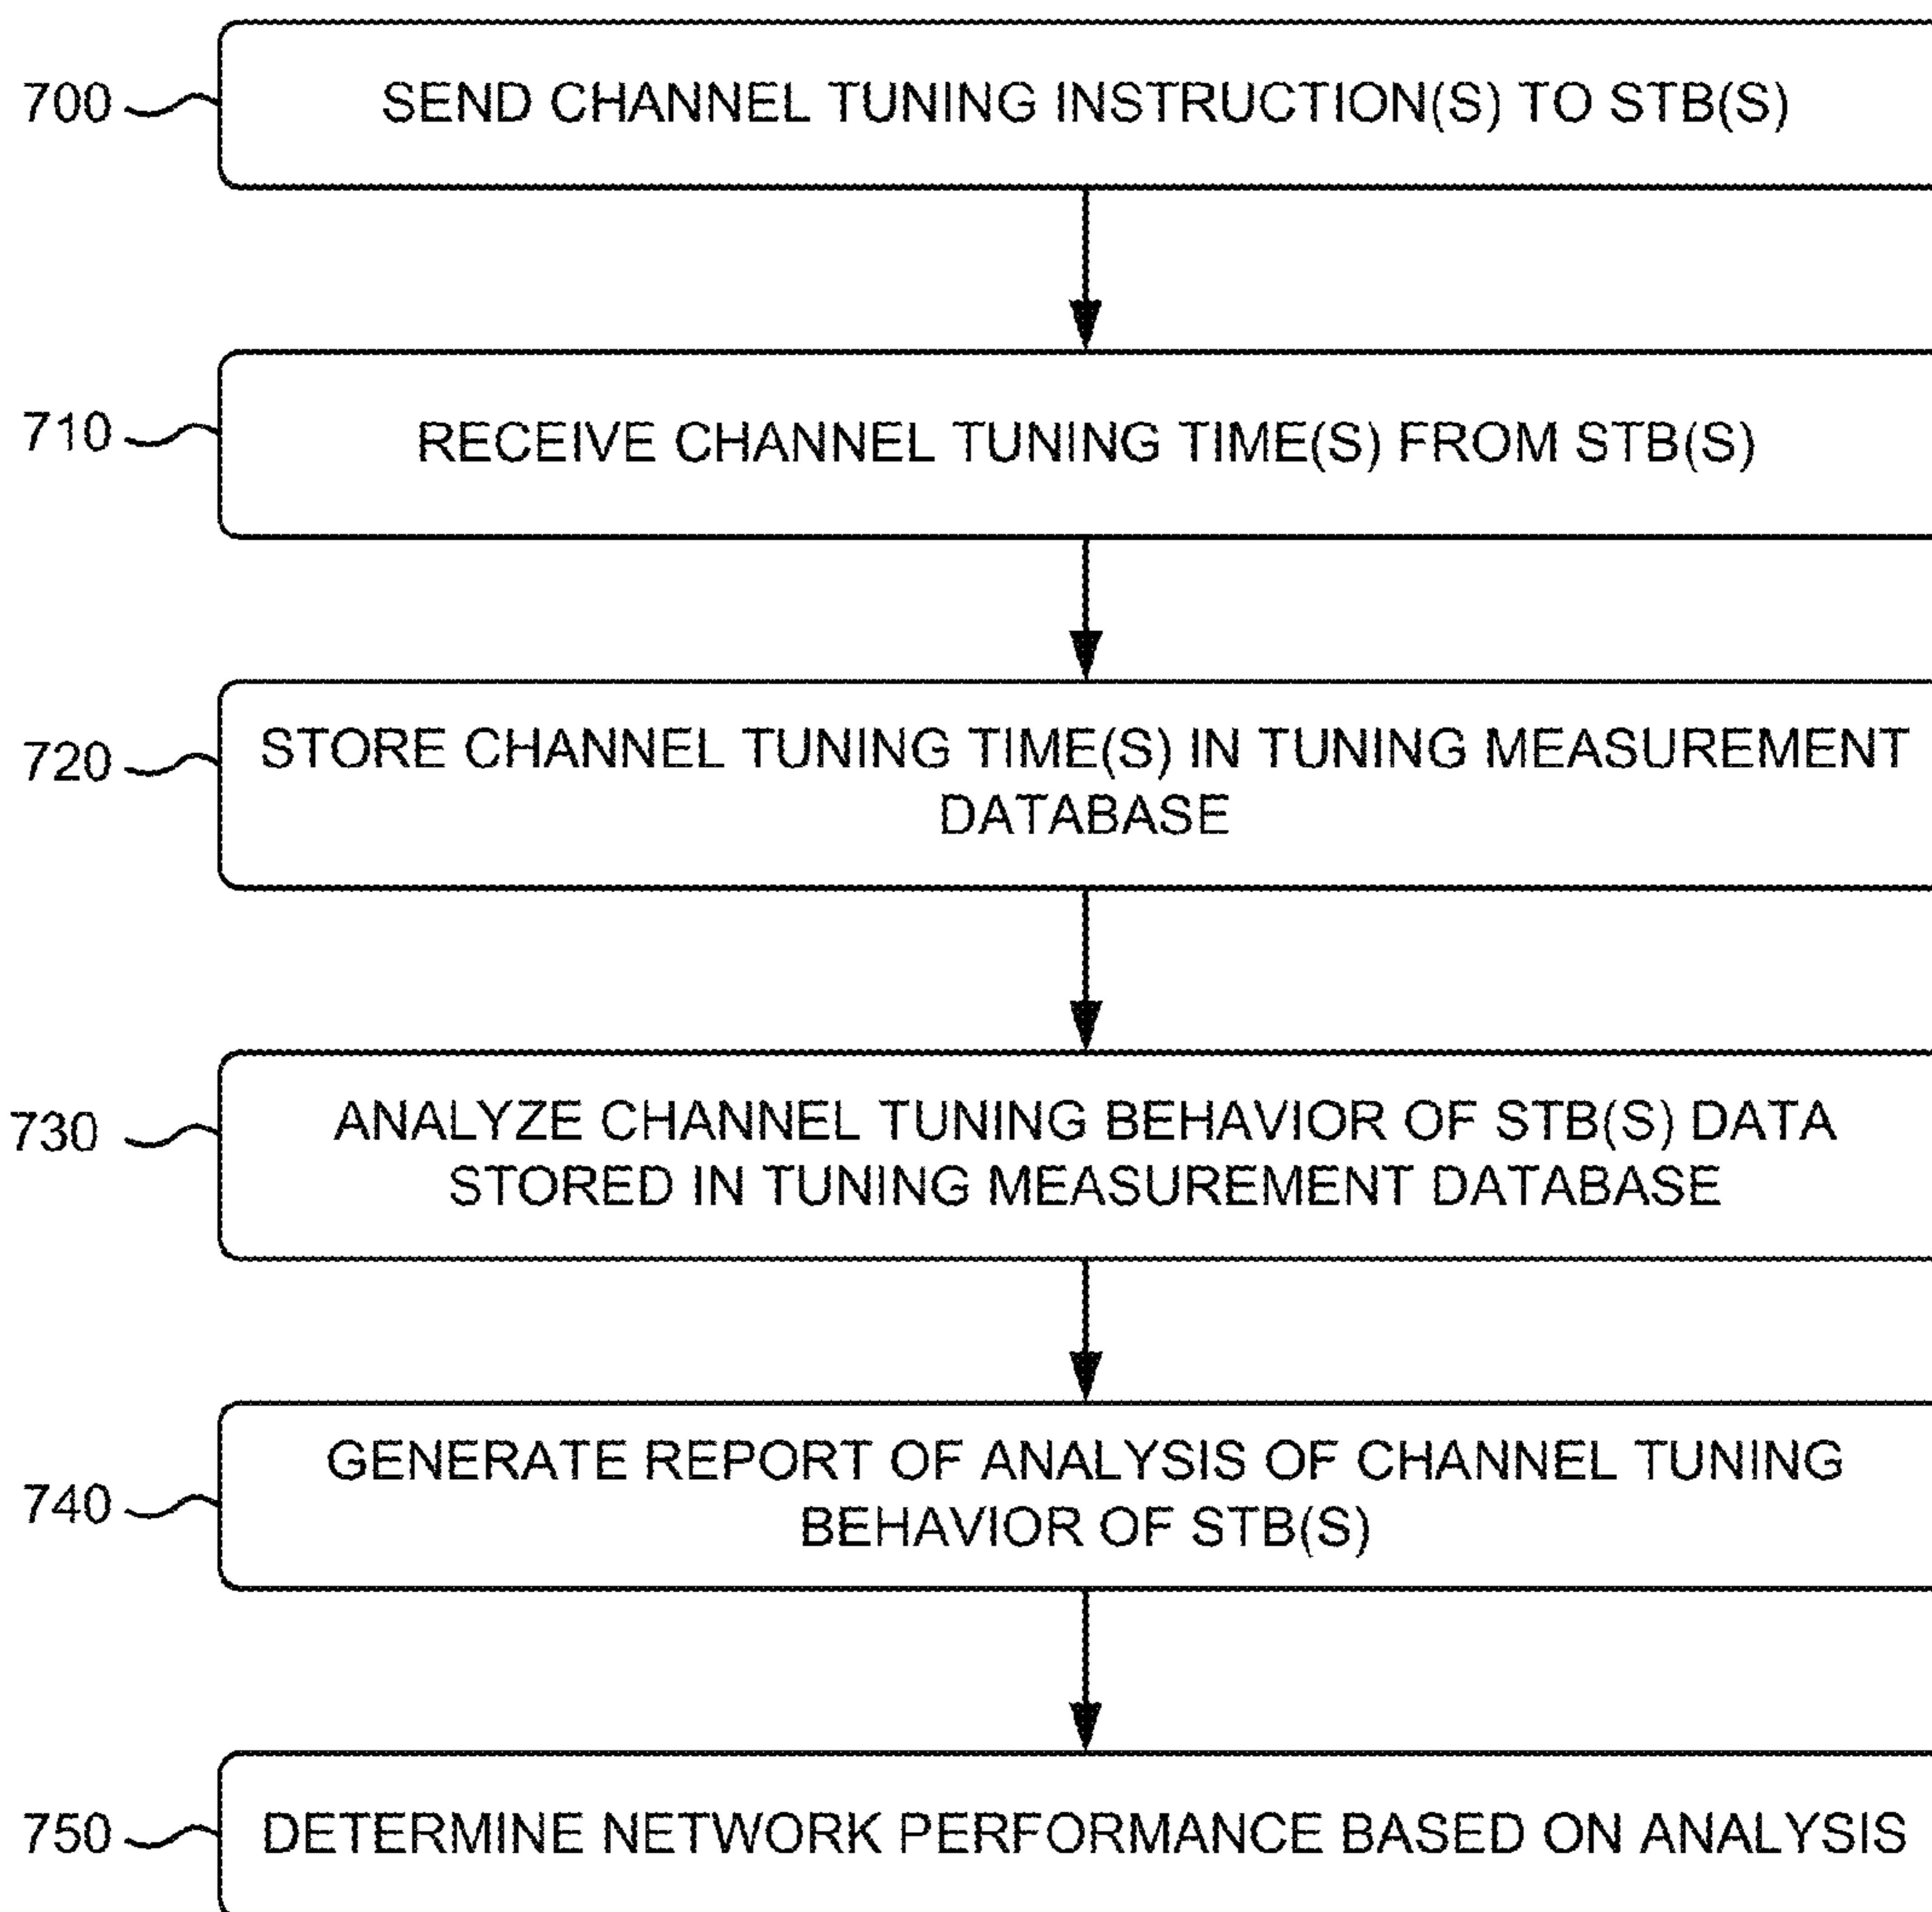 700
SEND CHANNEL TUNING INSTRUCTION(S) TO STB(S)
710
RECEIVE CHANNEL TUNING TIME(S) FROM STB(S)
720
STORE CHANNEL TUNING TIME(S) IN TUNING MEASUREMENT
DATABASE
730
ANALYZE CHANNEL TUNING BEHAVIOR OF STB(S) DATA
STORED IN TUNING MEASUREMENT DATABASE
740
GENERATE REPORT OF ANALYSIS OF CHANNEL TUNING
BEHAVIOR OF STB(S)
750
DETERMINE NETWORK PERFORMANCE BASED ON ANALYSIS